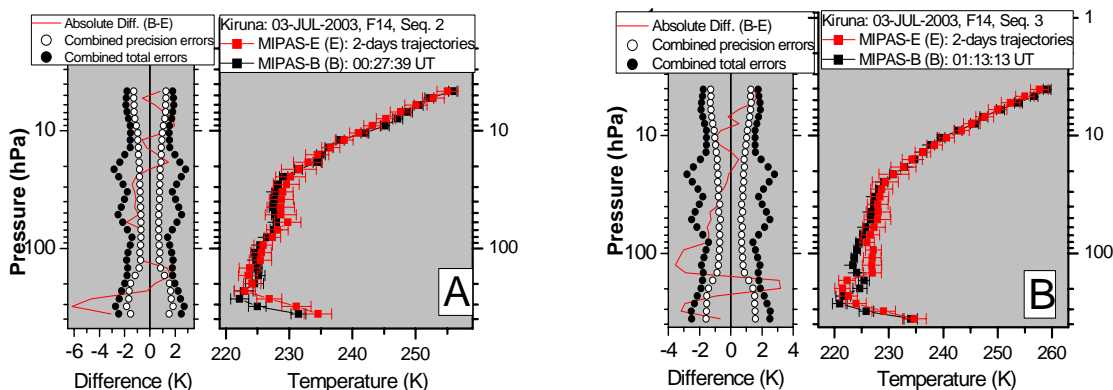 Absolute Diff. (B-E)
Combined precision errors
Combined total errors
Kiruna: 03-JUL-2003, F14, Seq. 2
MIPAS-E (E): 2-days trajectories
MIPAS-B (B): 00:27:39 UT
Pressure (hPa)
10
100
10
100
A
-6 -4 -2 0 2
Difference (K)
220 230 240 250
Temperature (K)
Absolute Diff. (B-E)
Combined precision errors
Combined total errors
Kiruna: 03-JUL-2003, F14, Seq. 3
MIPAS-E (E): 2-days trajectories
MIPAS-B (B): 01:13:13 UT
Pressure (hPa)
1
10
100
1
10
100
B
-4 -2 0 2 4
Difference (K)
220 230 240 250 260
Temperature (K)